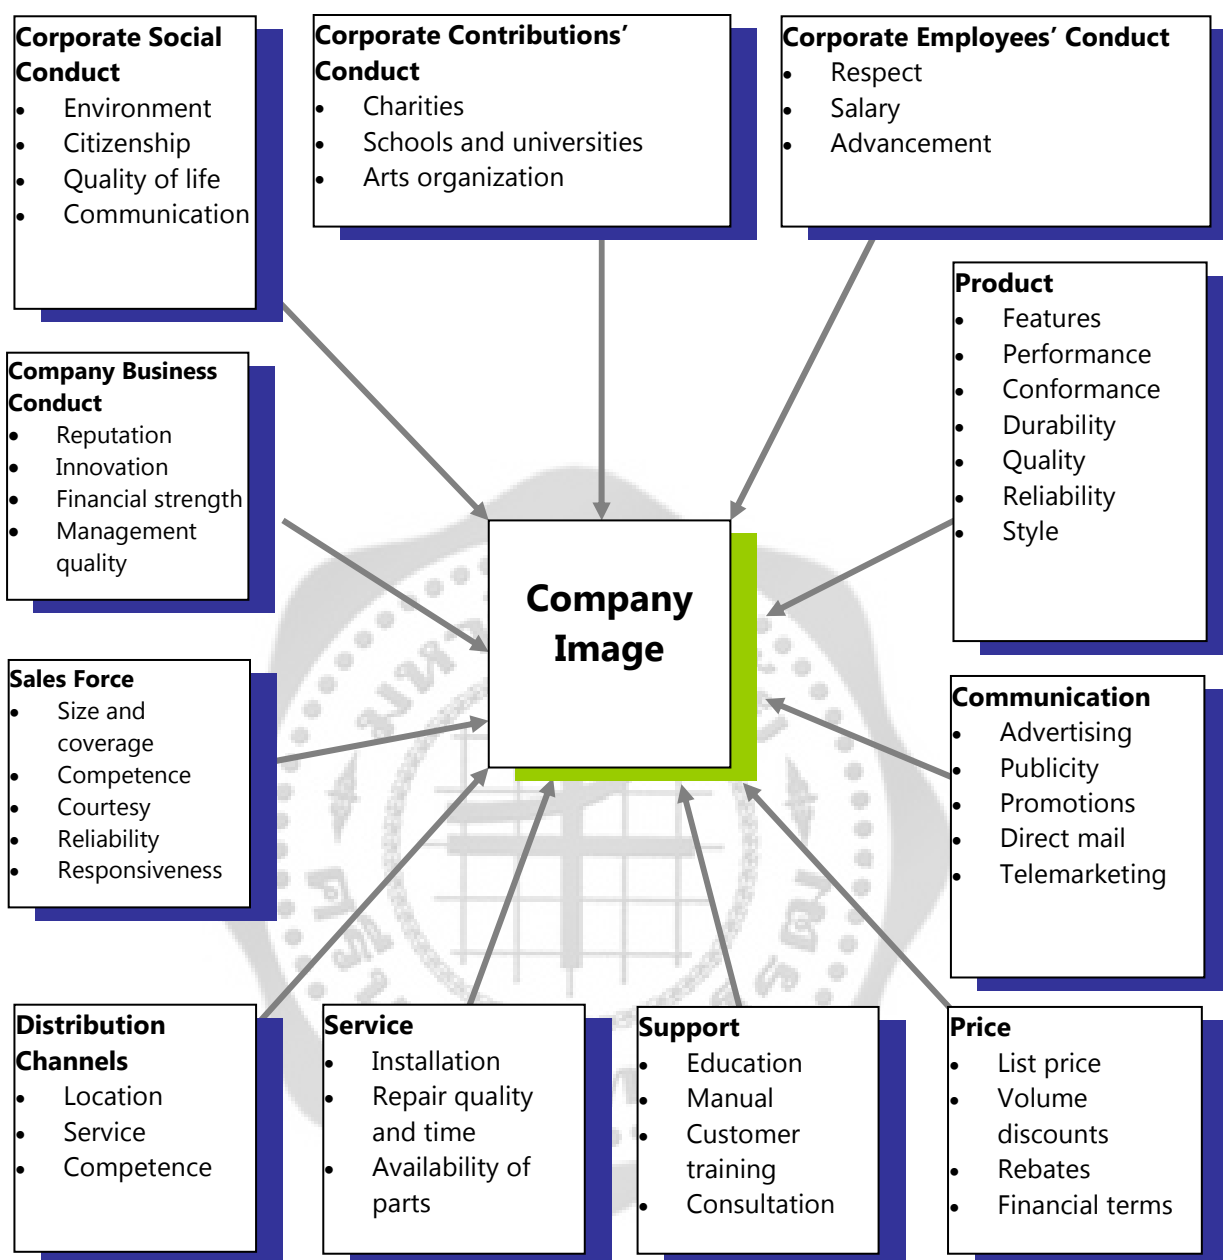 Corporate Social
Conduct
• Environment
• Citizenship
• Quality of life
• Communication
Corporate Contributions’
Conduct
• Charities
• Schools and universities
• Arts organization
Corporate Employees’ Conduct
• Respect
• Salary
• Advancement
Product
• Features
• Performance
• Conformance
• Durability
• Quality
• Reliability
• Style
Company Business
Conduct
• Reputation
• Innovation
• Financial strength
• Management
quality
Company
Image
Sales Force
• Size and
coverage
• Competence
• Courtesy
• Reliability
• Responsiveness
Communication
• Advertising
• Publicity
• Promotions
• Direct mail
• Telemarketing
Distribution
Channels
• Location
• Service
• Competence
Service
• Installation
• Repair quality
and time
• Availability of
parts
Support
• Education
• Manual
• Customer
training
• Consultation
Price
• List price
• Volume
discounts
• Rebates
• Financial terms